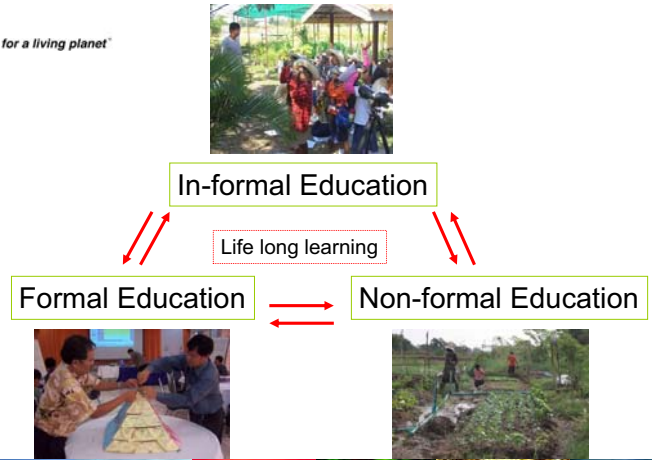 for a living planet®
In-formal Education
Life long learning
Formal Education
Non-formal Education